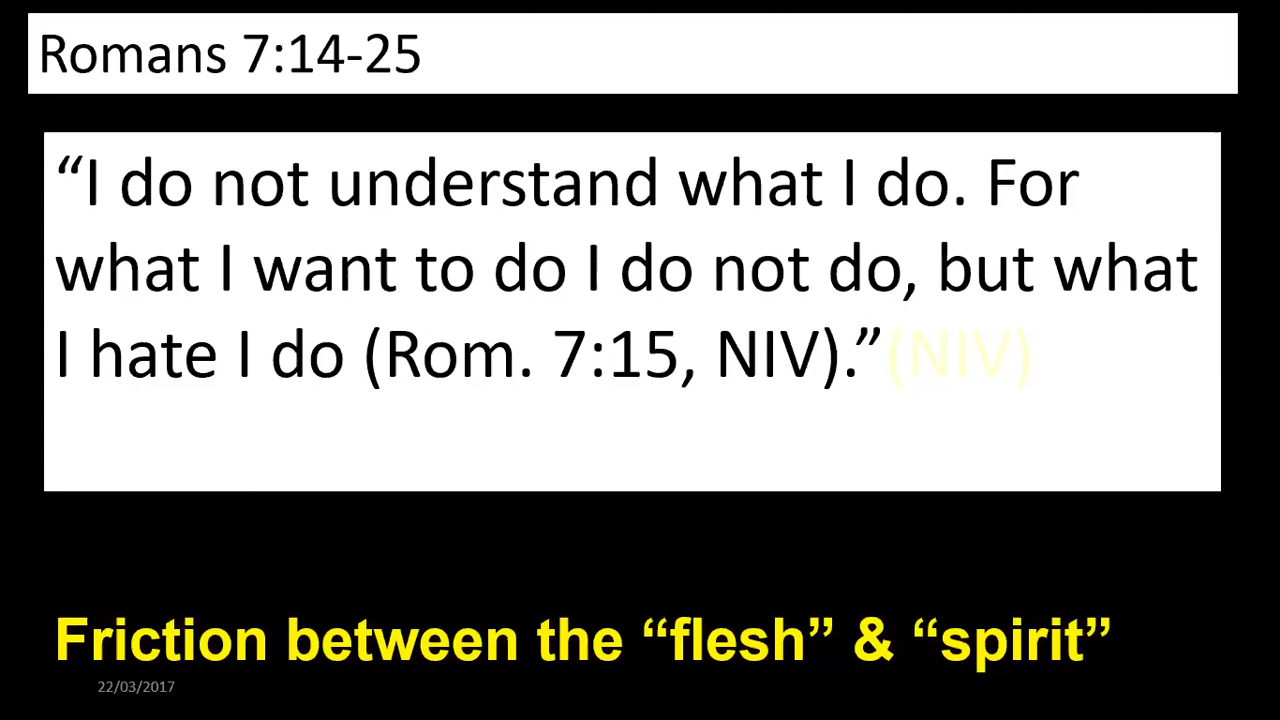 Romans 7:14-25
“I do not understand what I do. For
what I want to do I do not do, but what
I hate I do (Rom. 7:15, NIV).”(NIV)
Friction between the “flesh” & “spirit”
22/03/2017